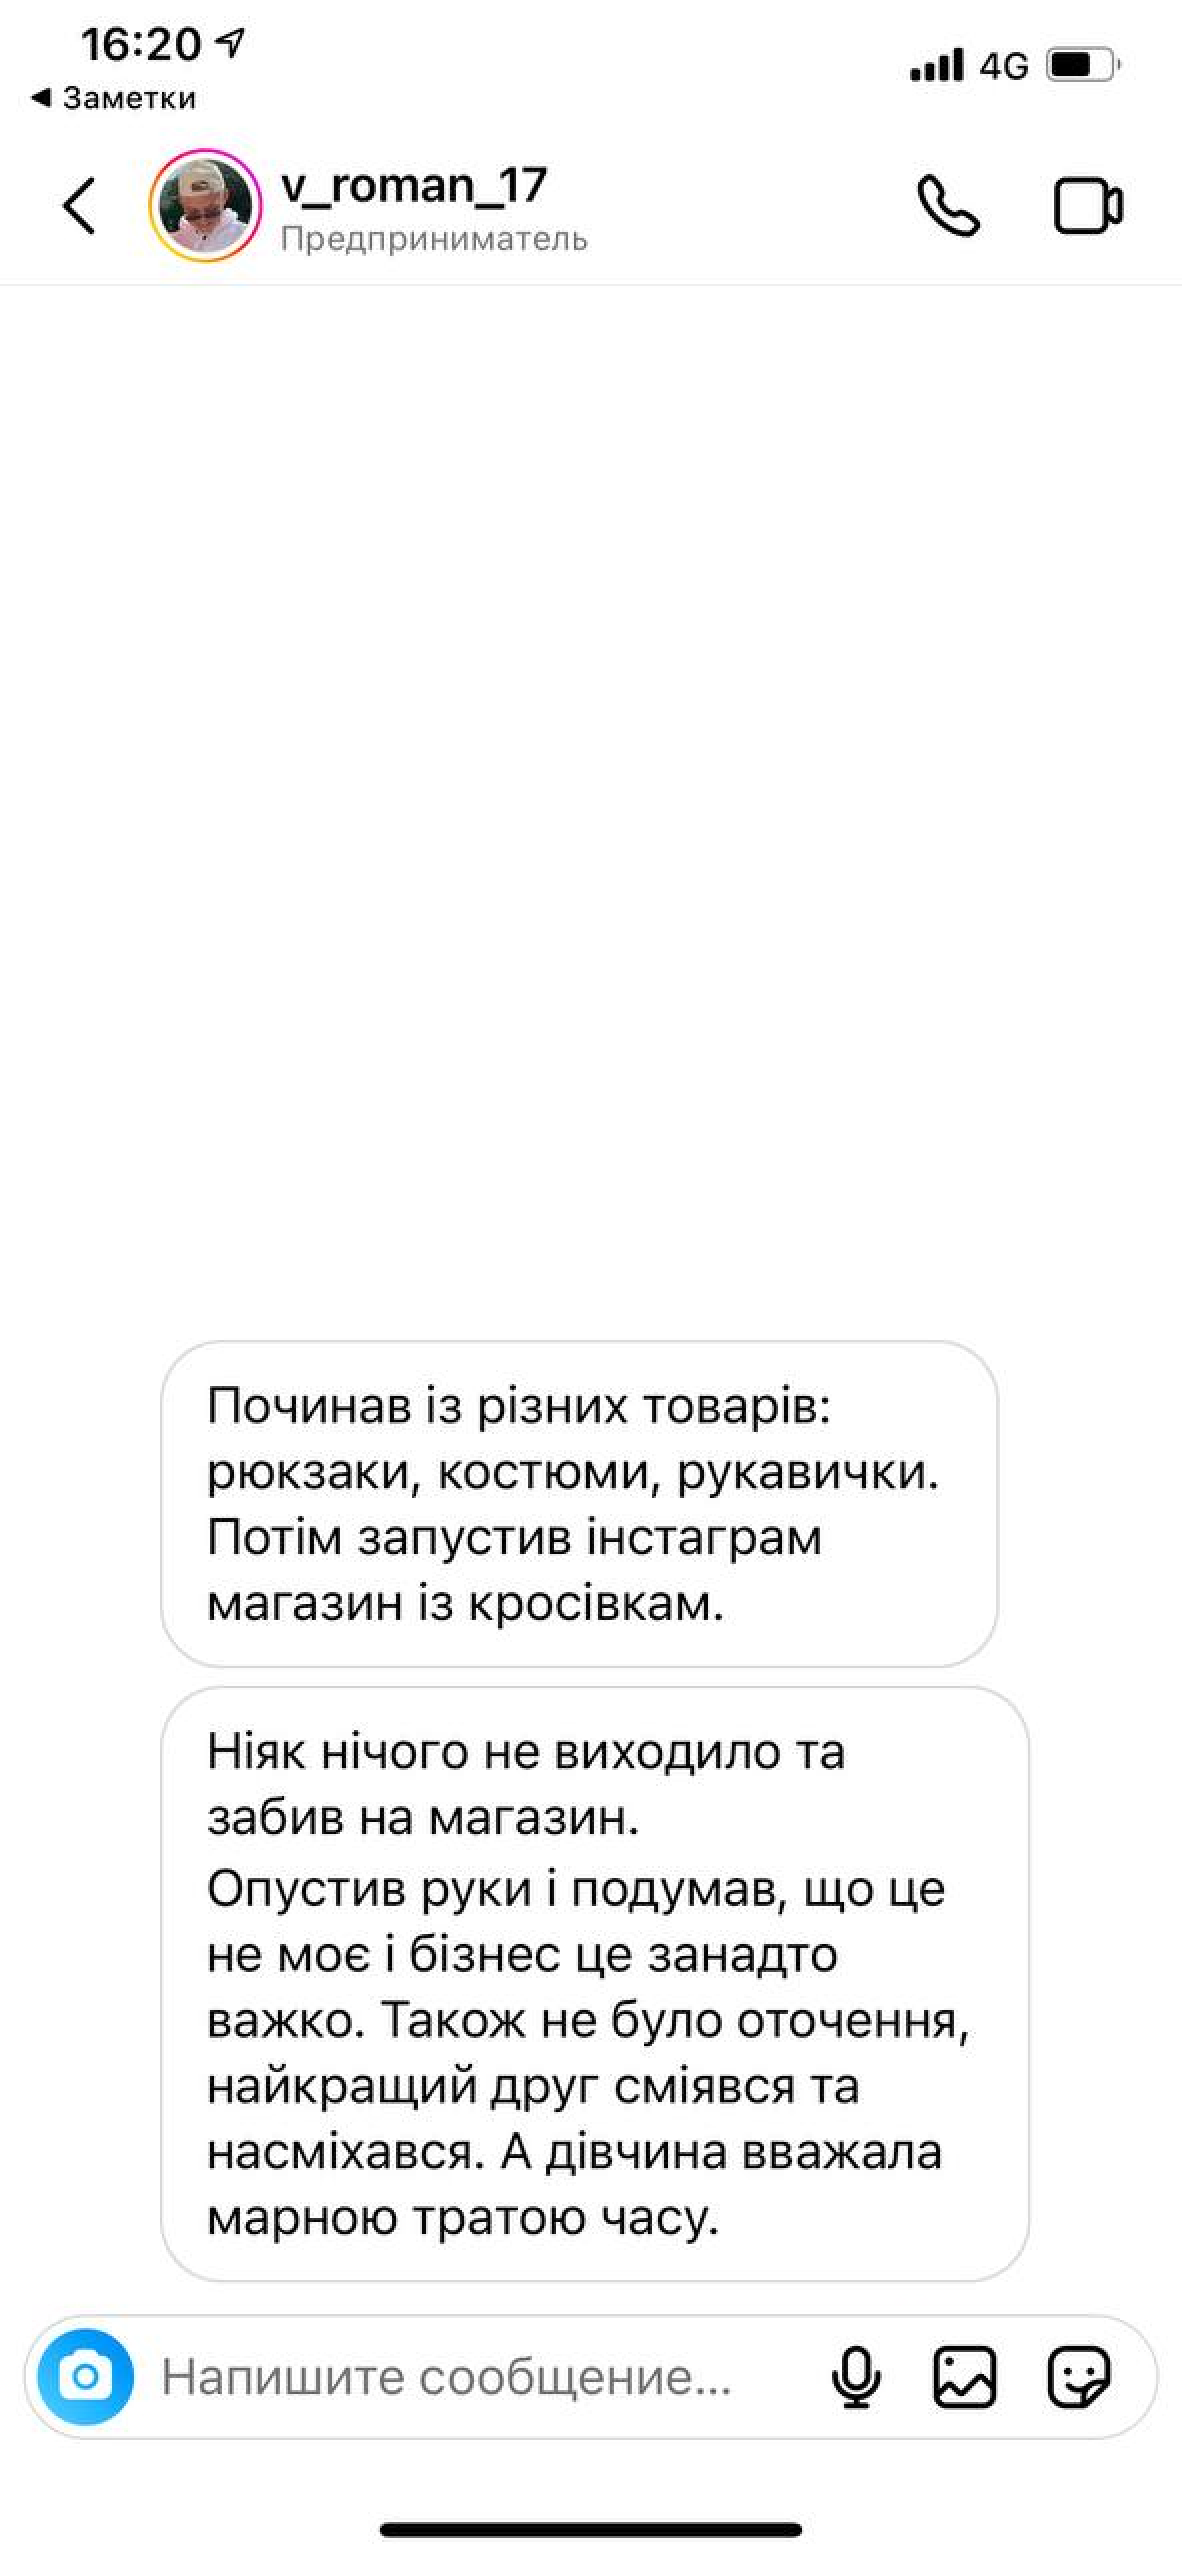 16:20
4G
◀ Заметки
v_roman_17
Предприниматель
Починав із різних товарів:
рюкзаки, костюми, рукавички.
Потім запустив інстаграм
магазин із кросівкам.
Ніяк нічого не виходило та
забив на магазин.
Опустив руки і подумав, що це
не моє і бізнес це занадто
важко. Також не було оточення,
найкращий друг сміявся та
насміхався. А дівчина вважала
марною тратою часу.
Напишите сообщение...